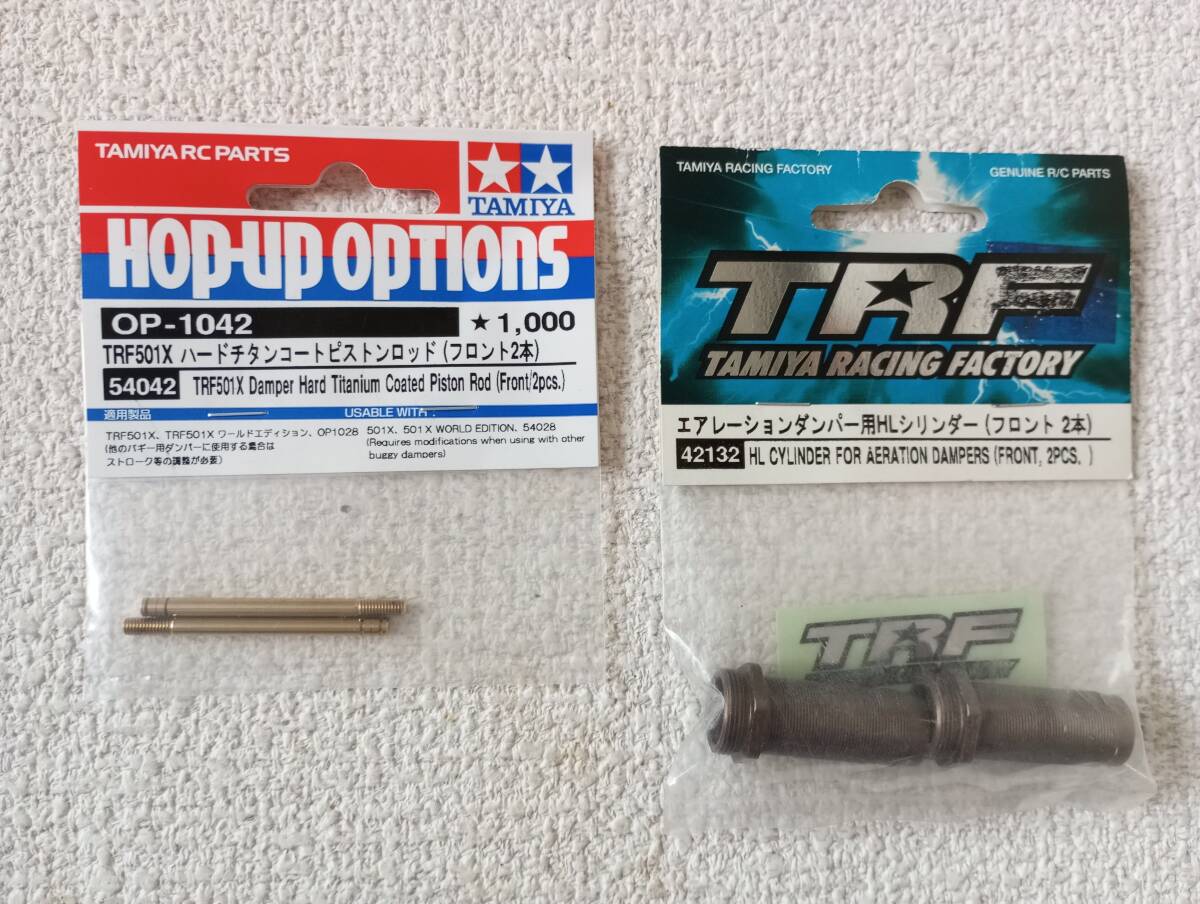 TAMIYA RC PARTS
TAMIYA
HOP-UP OPTIONS
OP-1042
★1,000
TRF501X ハードチタンコートピストンロッド (フロント2本)
54042 TRF501X Damper Hard Titanium Coated Piston Rod (Front/2pcs.)
適用製品
USABLE WITH :
TRF501X、TRF501X ワールドエディション、OP1028
(他のバギー用ダンパーに使用する場合は
ストローク等の調整が必要)
501X, 501X WORLD EDITION, 54028
(Requires modifications when using with other
buggy dampers)
TAMIYA RACING FACTORY
GENUINE R/C PARTS
TRF
TAMIYA RACING FACTORY
エアレーションダンパー用HLシリンダー (フロント 2本)
42132 HL CYLINDER FOR AERATION DAMPERS (FRONT, 2PCS. )
TRF